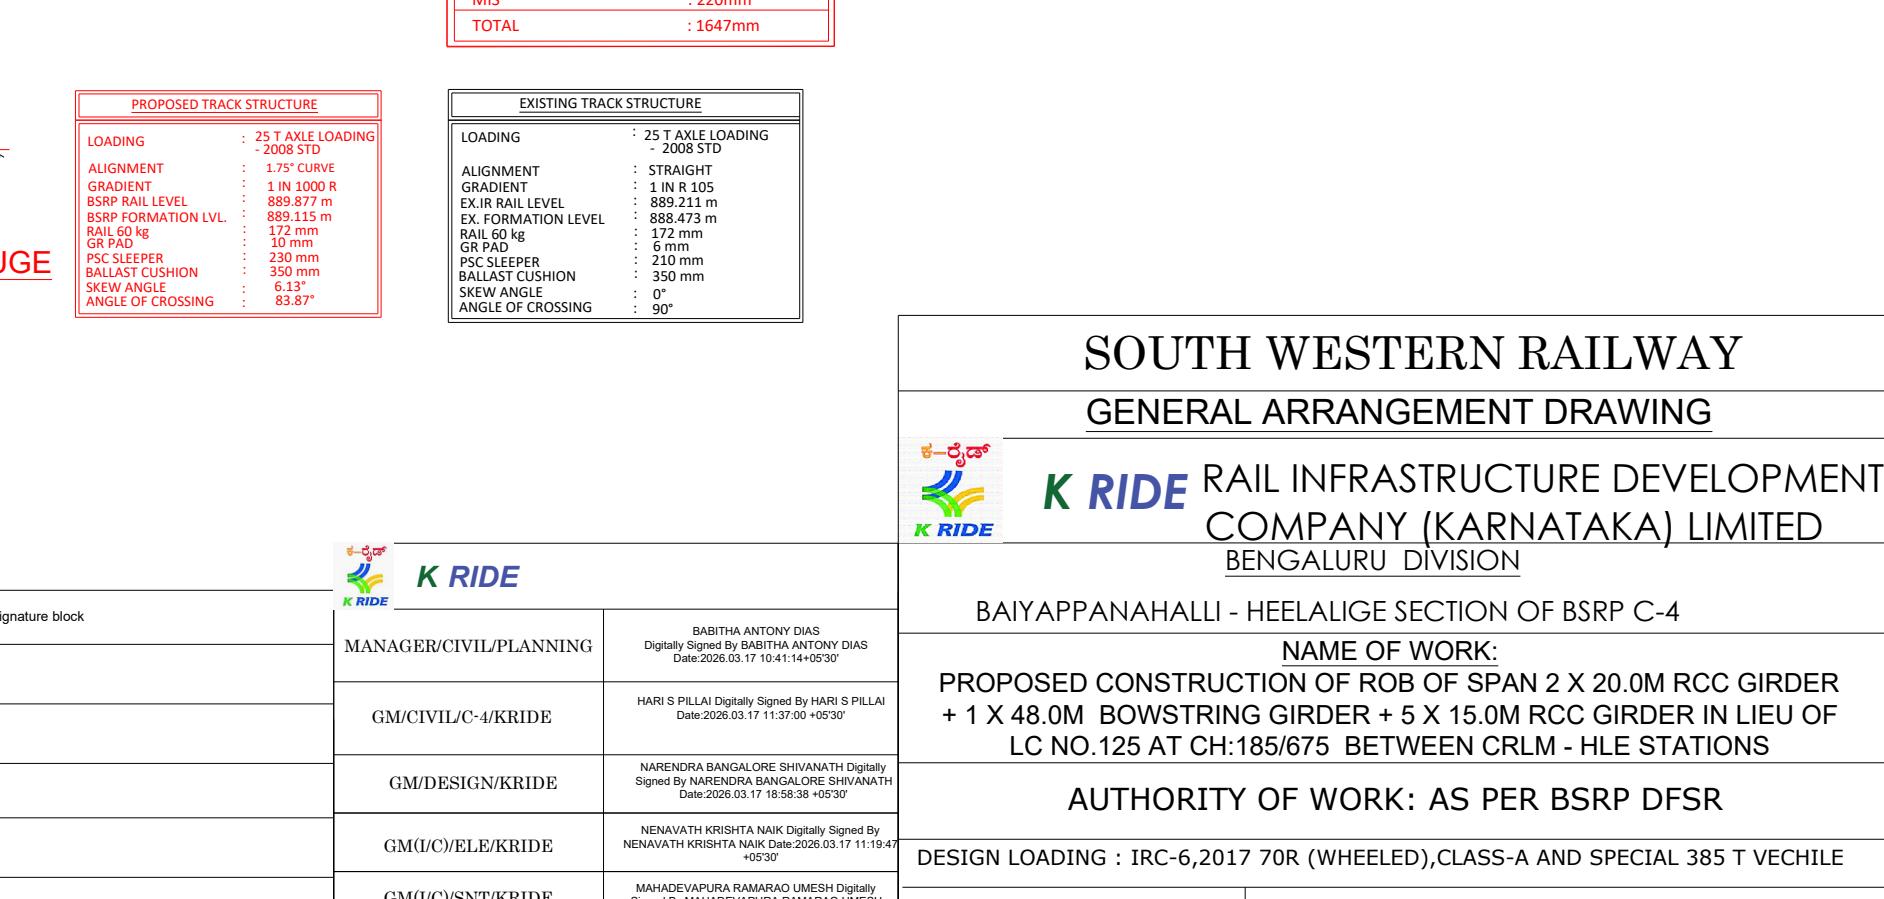 MIS : 220mm
TOTAL : 1647mm
PROPOSED TRACK STRUCTURE
LOADING : 25 T AXLE LOADING
- 2008 STD
ALIGNMENT : 1.75° CURVE
GRADIENT : 1 IN 1000 R
BSRP RAIL LEVEL : 889.877 m
BSRP FORMATION LVL. : 889.115 m
RAIL 60 kg : 172 mm
GR PAD : 10 mm
PSC SLEEPER : 230 mm
BALLAST CUSHION : 350 mm
SKEW ANGLE : 6.13°
ANGLE OF CROSSING : 83.87°
EXISTING TRACK STRUCTURE
LOADING : 25 T AXLE LOADING
- 2008 STD
ALIGNMENT : STRAIGHT
GRADIENT : 1 IN R 105
EX.IR RAIL LEVEL : 889.211 m
EX. FORMATION LEVEL : 888.473 m
RAIL 60 kg : 172 mm
GR PAD : 6 mm
PSC SLEEPER : 210 mm
BALLAST CUSHION : 350 mm
SKEW ANGLE : 0°
ANGLE OF CROSSING : 90°
UGE
ignature block
ಕ-ರೈಡ್
K RIDE
K RIDE
MANAGER/CIVIL/PLANNING
BABITHA ANTONY DIAS
Digitally Signed By BABITHA ANTONY DIAS
Date:2026.03.17 10:41:14+05'30'
GM/CIVIL/C-4/KRIDE
HARI S PILLAI Digitally Signed By HARI S PILLAI
Date:2026.03.17 11:37:00 +05'30'
GM/DESIGN/KRIDE
NARENDRA BANGALORE SHIVANATH Digitally
Signed By NARENDRA BANGALORE SHIVANATH
Date:2026.03.17 18:58:38 +05'30'
GM(I/C)/ELE/KRIDE
NENAVATH KRISHTA NAIK Digitally Signed By
NENAVATH KRISHTA NAIK Date:2026.03.17 11:19:47
+05'30'
GM(I/C)/SNT/KRIDE
MAHADEVAPURA RAMARAO UMESH Digitally
Signed By MAHADEVAPURA RAMARAO UMESH
SOUTH WESTERN RAILWAY
GENERAL ARRANGEMENT DRAWING
ಕ-ರೈಡ್
K RIDE
K RIDE RAIL INFRASTRUCTURE DEVELOPMENT
COMPANY (KARNATAKA) LIMITED
BENGALURU DIVISION
BAIYAPPANAHALLI - HEELALIGE SECTION OF BSRP C-4
NAME OF WORK:
PROPOSED CONSTRUCTION OF ROB OF SPAN 2 X 20.0M RCC GIRDER
+ 1 X 48.0M BOWSTRING GIRDER + 5 X 15.0M RCC GIRDER IN LIEU OF
LC NO.125 AT CH:185/675 BETWEEN CRLM - HLE STATIONS
AUTHORITY OF WORK: AS PER BSRP DFSR
DESIGN LOADING : IRC-6,2017 70R (WHEELED),CLASS-A AND SPECIAL 385 T VECHILE